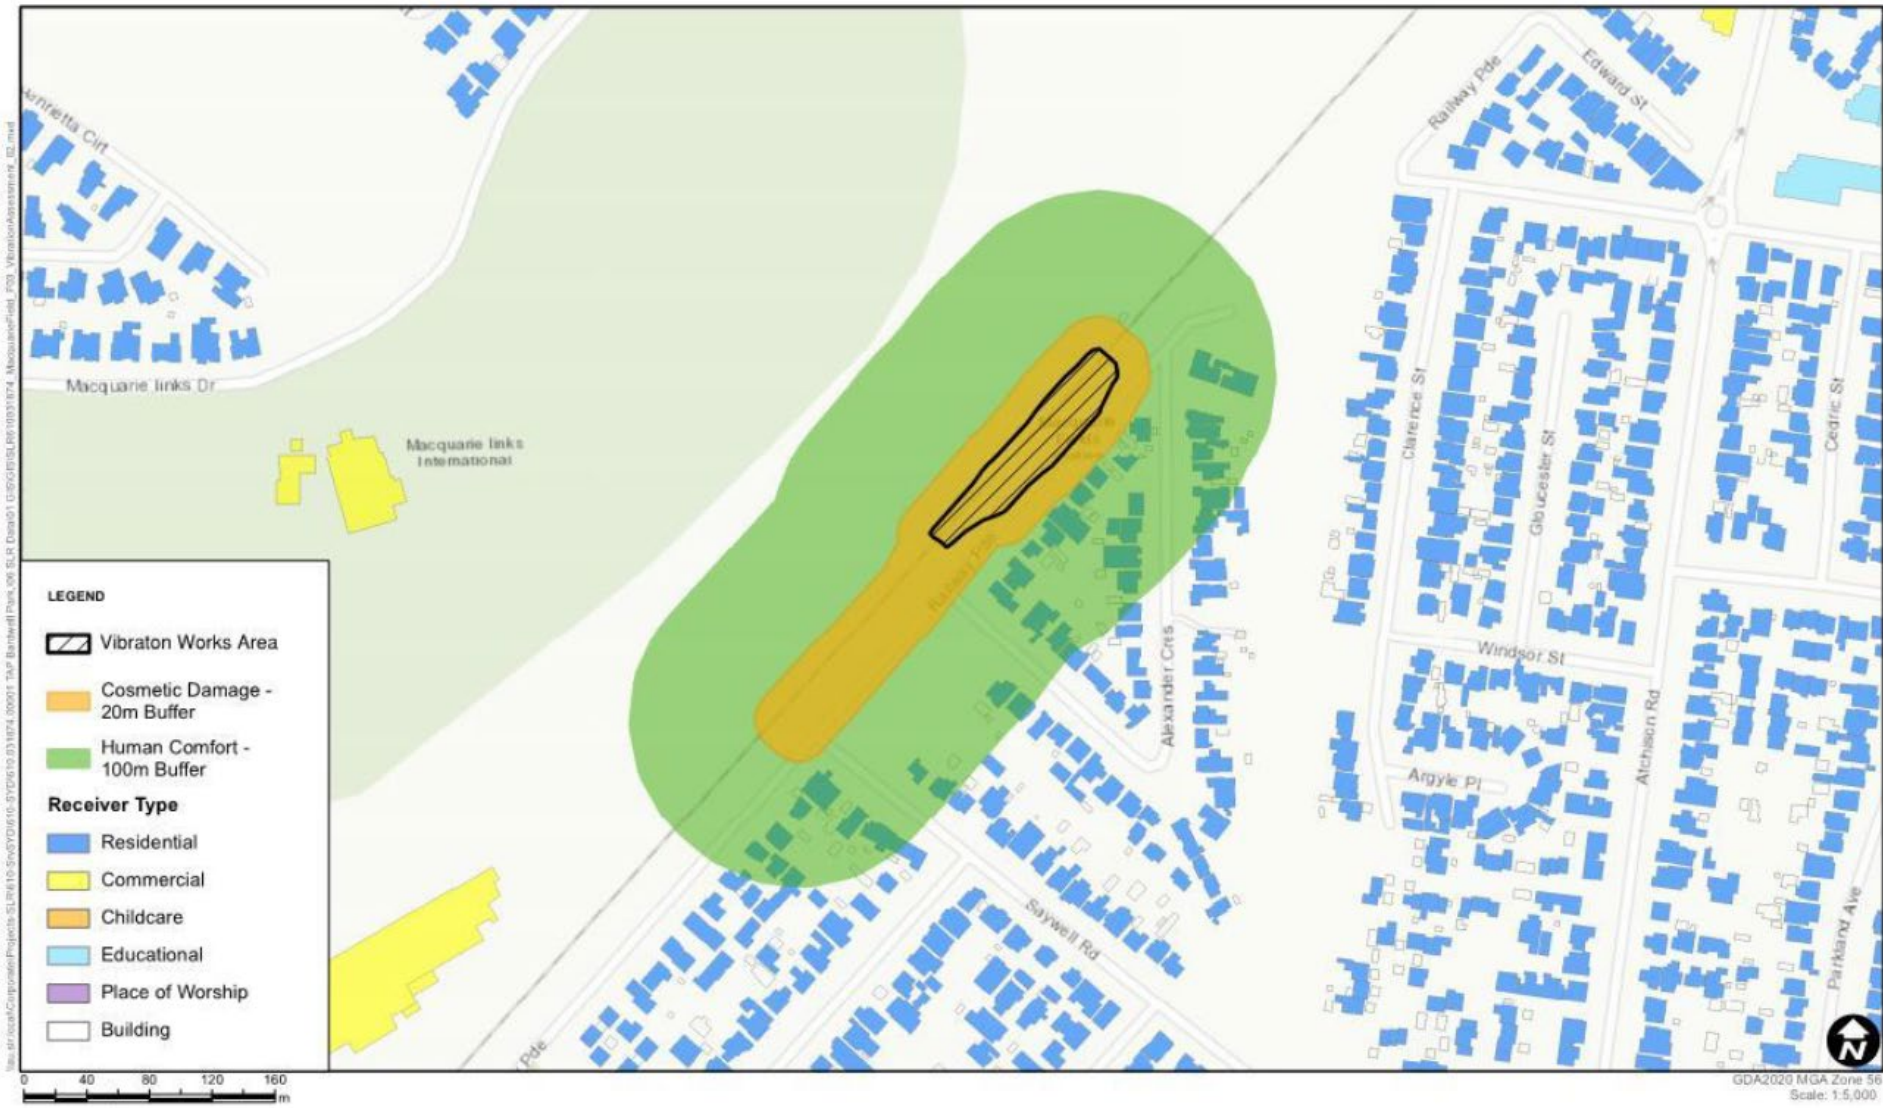 Henrietta Cirt
Railway Pde
Edward St
Macquarie links Dr
Macquarie links
International
Clarence St
Gloucester St
Cedric St
Railway Pde
Windsor St
Alexander Cres
Atchison Rd
Argyle Pl
Saywell Rd
Parkland Ave
Pde
LEGEND
Vibraton Works Area
Cosmetic Damage -
20m Buffer
Human Comfort -
100m Buffer
Receiver Type
Residential
Commercial
Childcare
Educational
Place of Worship
Building
N
0 40 80 120 160
m
GDA2020 MGA Zone 56
Scale: 1:5,000